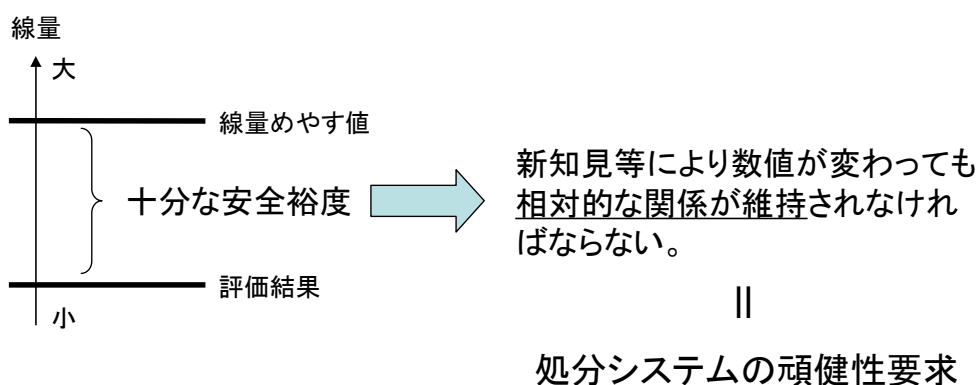 線量
大
線量めやす値
十分な安全裕度
評価結果
小
新知見等により数値が変わっても
相対的な関係が維持されなけれ
ばならない。
=
処分システムの頑健性要求